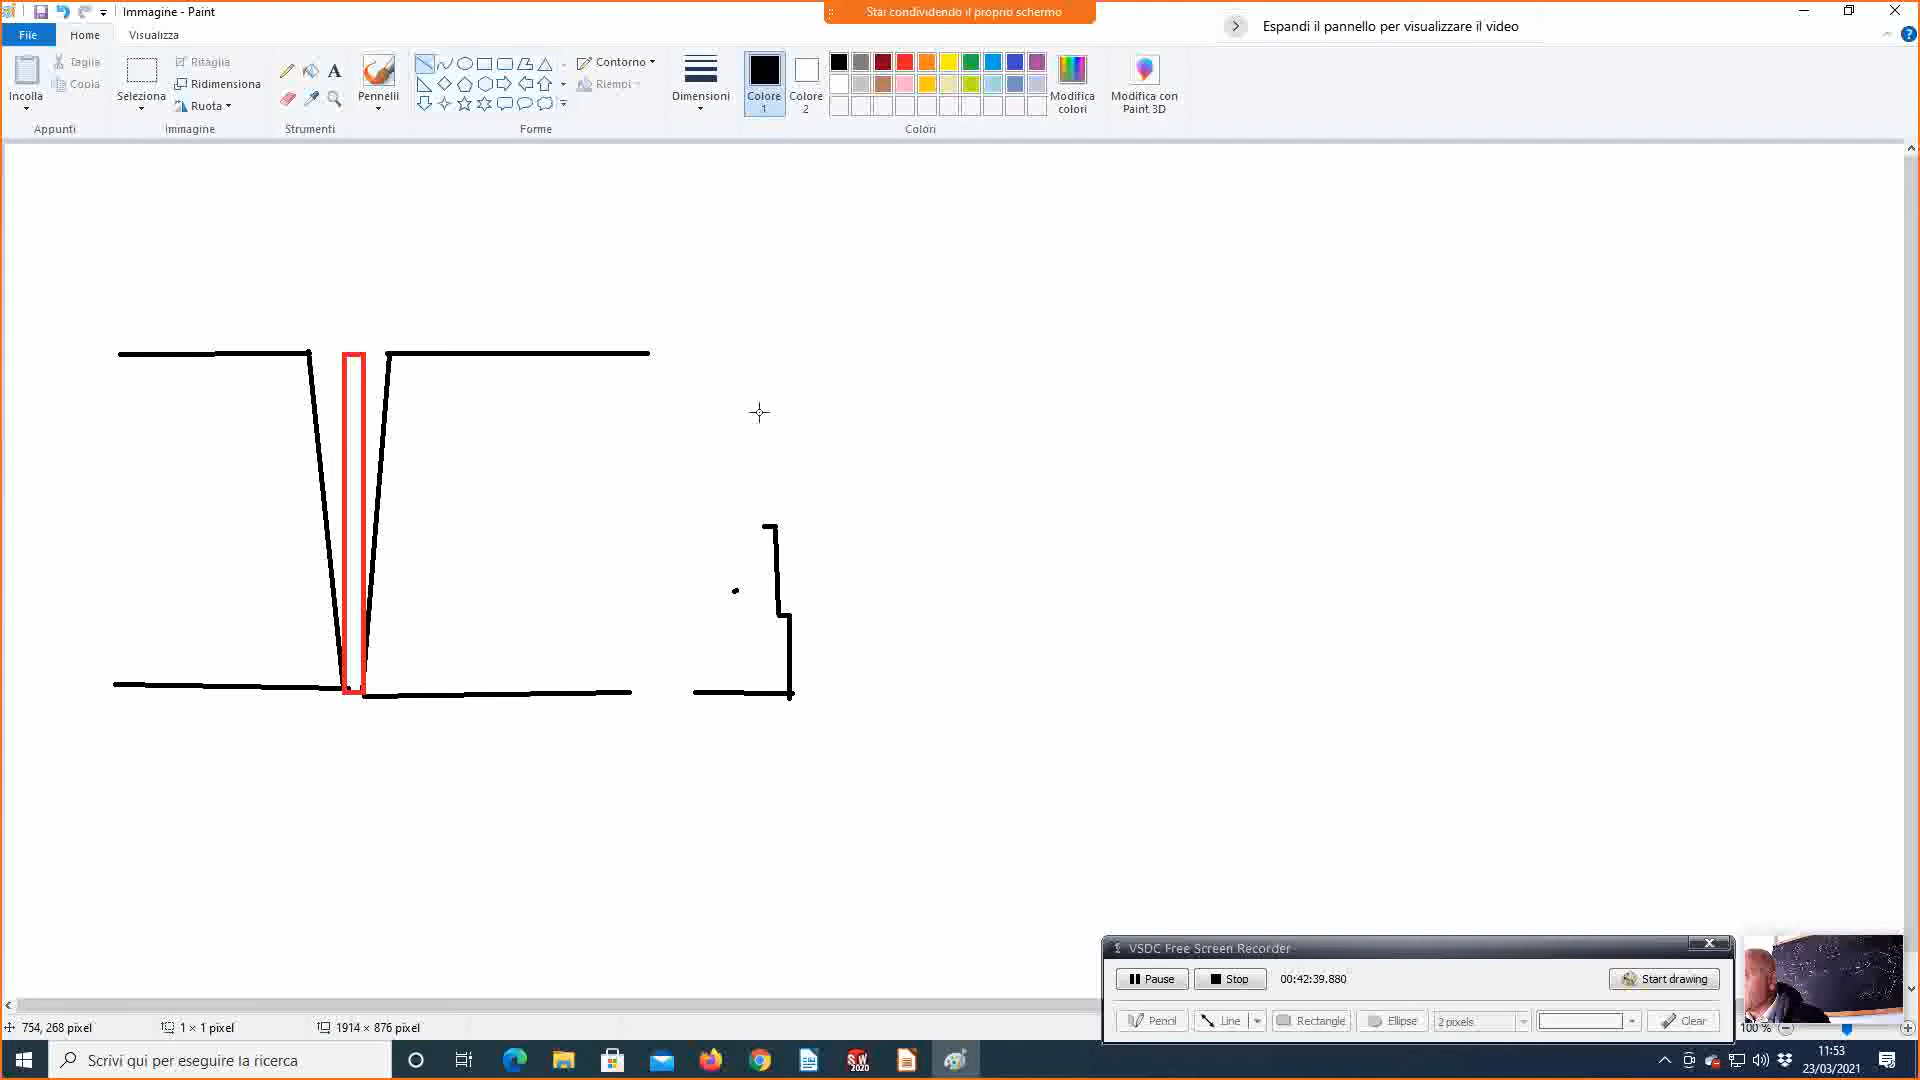 Immagine - Paint
Stai condividendo il proprio schermo
Espandi il pannello per visualizzare il video
File
Home
Visualizza
Incolla
Taglia
Copia
Appunti
Seleziona
Ritaglia
Ridimensiona
Ruota
Immagine
A
Strumenti
Pennelli
Contorno
Riempi
Forme
Dimensioni
Colore 1
Colore 2
Modifica colori
Colori
Modifica con Paint 3D
VSDC Free Screen Recorder
Pause
Stop
00:42:39.880
Start drawing
Pencil
Line
Rectangle
Ellipse
2 pixels
Clear
754, 268 pixel
1 × 1 pixel
1914 × 876 pixel
100 %
Scrivi qui per eseguire la ricerca
SW 2020
11:53
23/03/2021